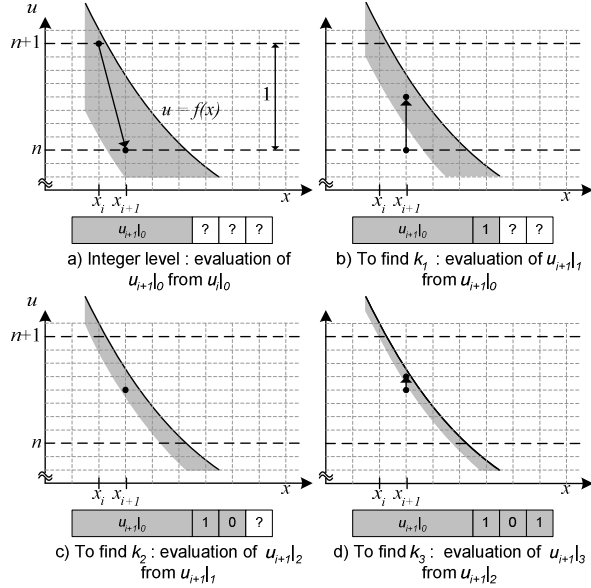 u
n+1
n
u = f(x)
1
x_i x_{i+1} x
u_{i+1}|_0 ? ? ?
a) Integer level : evaluation of
u_{i+1}|_0 from u_i|_0
n+1
n
x_i x_{i+1} x
u_{i+1}|_0 1 ? ?
b) To find k_1 : evaluation of u_{i+1}|_1
from u_{i+1}|_0
u
n+1
n
x_i x_{i+1} x
u_{i+1}|_0 1 0 ?
c) To find k_2 : evaluation of u_{i+1}|_2
from u_{i+1}|_1
x_i x_{i+1} x
u_{i+1}|_0 1 0 1
d) To find k_3 : evaluation of u_{i+1}|_3
from u_{i+1}|_2